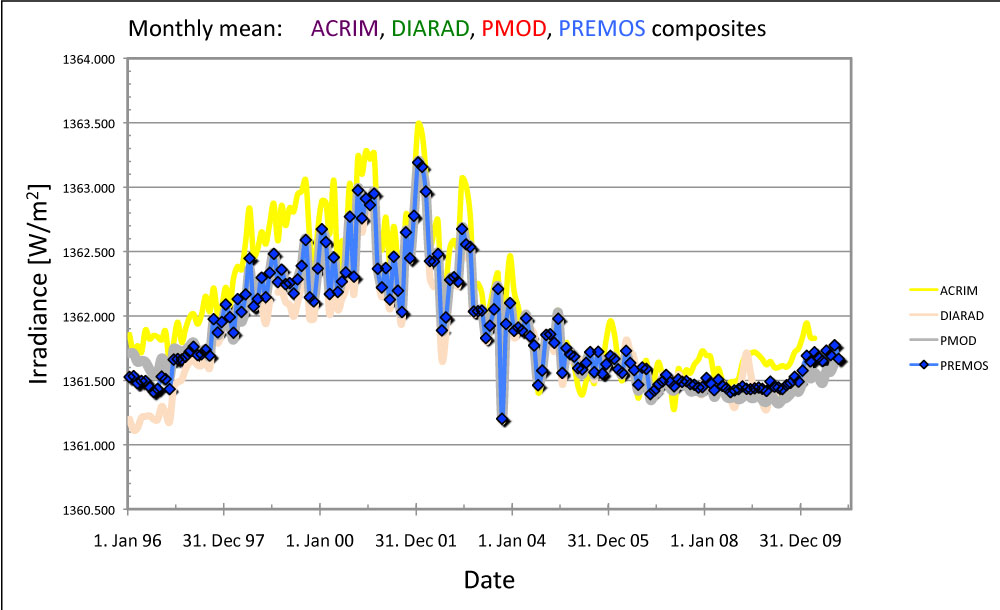 Monthly mean: ACRIM, DIARAD, PMOD, PREMOS composites
1364.000
1363.500
1363.000
1362.500
1362.000
1361.500
1361.000
1360.500
Irradiance [W/m²]
1. Jan 96 31. Dec 97 1. Jan 00 31. Dec 01 1. Jan 04 31. Dec 05 1. Jan 08 31. Dec 09
Date
ACRIM
DIARAD
PMOD
PREMOS